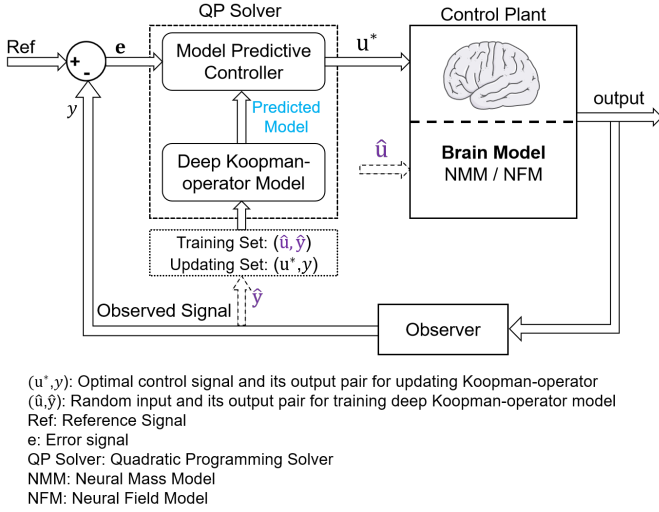 QP Solver
Control Plant
Ref
+
-
e
Model Predictive
Controller
u*
output
y
Predicted
Model
Deep Koopman-
operator Model
û
Brain Model
NMM / NFM
Training Set: (û,ŷ)
Updating Set: (u*,y)
ŷ
Observed Signal
Observer
(u*,y): Optimal control signal and its output pair for updating Koopman-operator
(û,ŷ): Random input and its output pair for training deep Koopman-operator model
Ref: Reference Signal
e: Error signal
QP Solver: Quadratic Programming Solver
NMM: Neural Mass Model
NFM: Neural Field Model